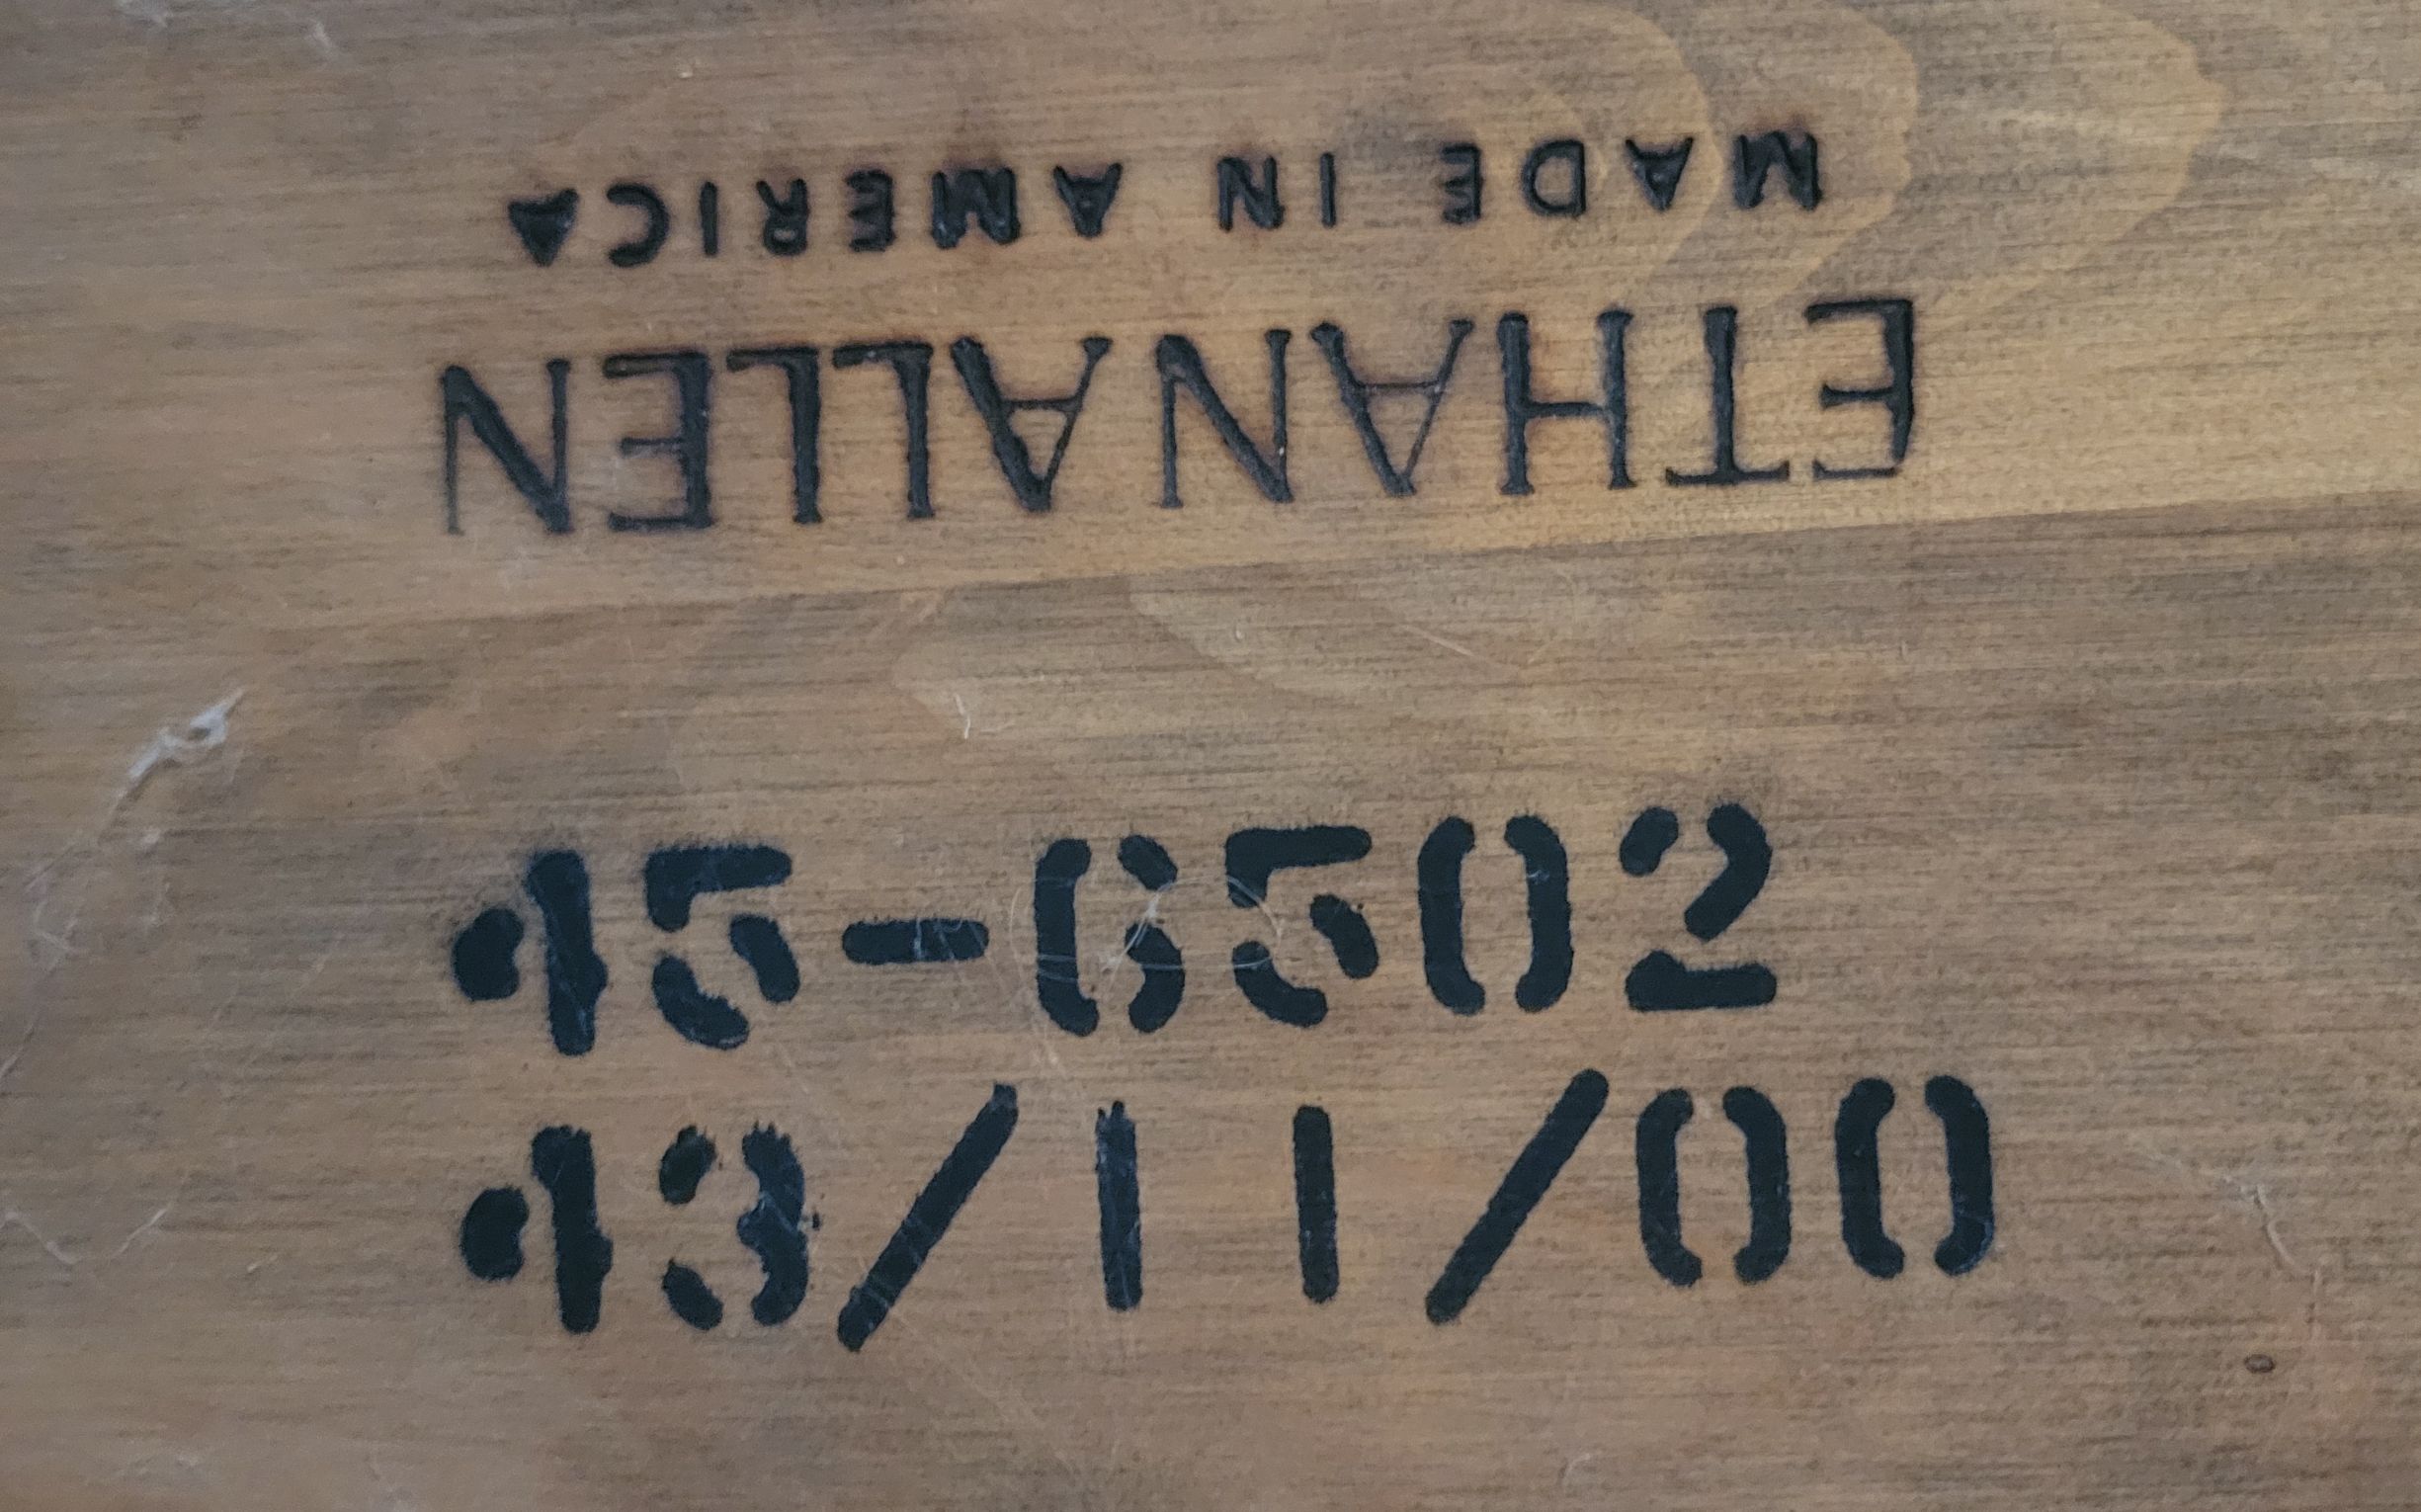 ETHAN ALLEN
MADE IN AMERICA
45-6502
43/11/00